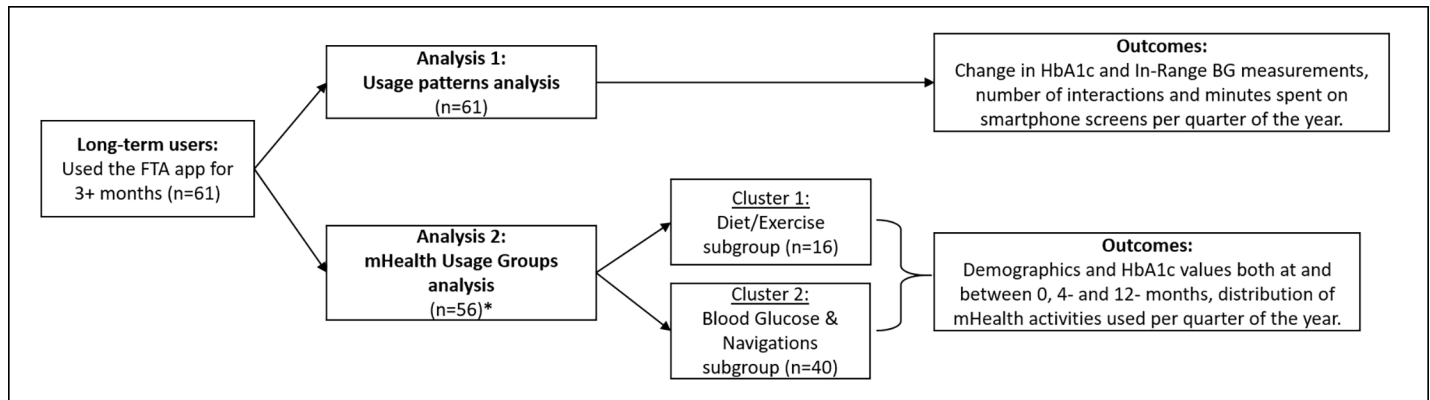 Long-term users:
Used the FTA app for
3+ months (n=61)
Analysis 1:
Usage patterns analysis
(n=61)
Outcomes:
Change in HbA1c and In-Range BG measurements,
number of interactions and minutes spent on
smartphone screens per quarter of the year.
Analysis 2:
mHealth Usage Groups
analysis
(n=56)*
Cluster 1:
Diet/Exercise
subgroup (n=16)
Cluster 2:
Blood Glucose &
Navigations
subgroup (n=40)
Outcomes:
Demographics and HbA1c values both at and
between 0, 4- and 12- months, distribution of
mHealth activities used per quarter of the year.